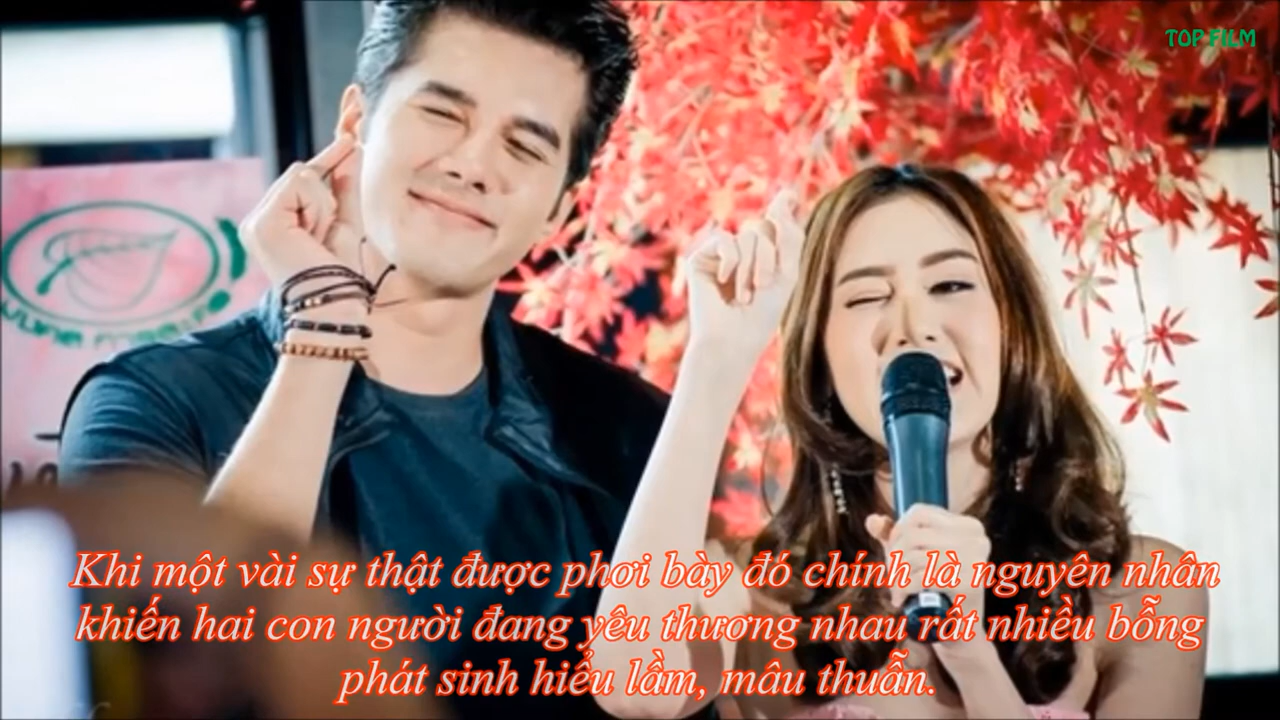 TOP FILM
Khi một vài sự thật được phơi bày đó chính là nguyên nhân
khiến hai con người đang yêu thương nhau rất nhiều bỗng
phát sinh hiểu lầm, mâu thuẫn.